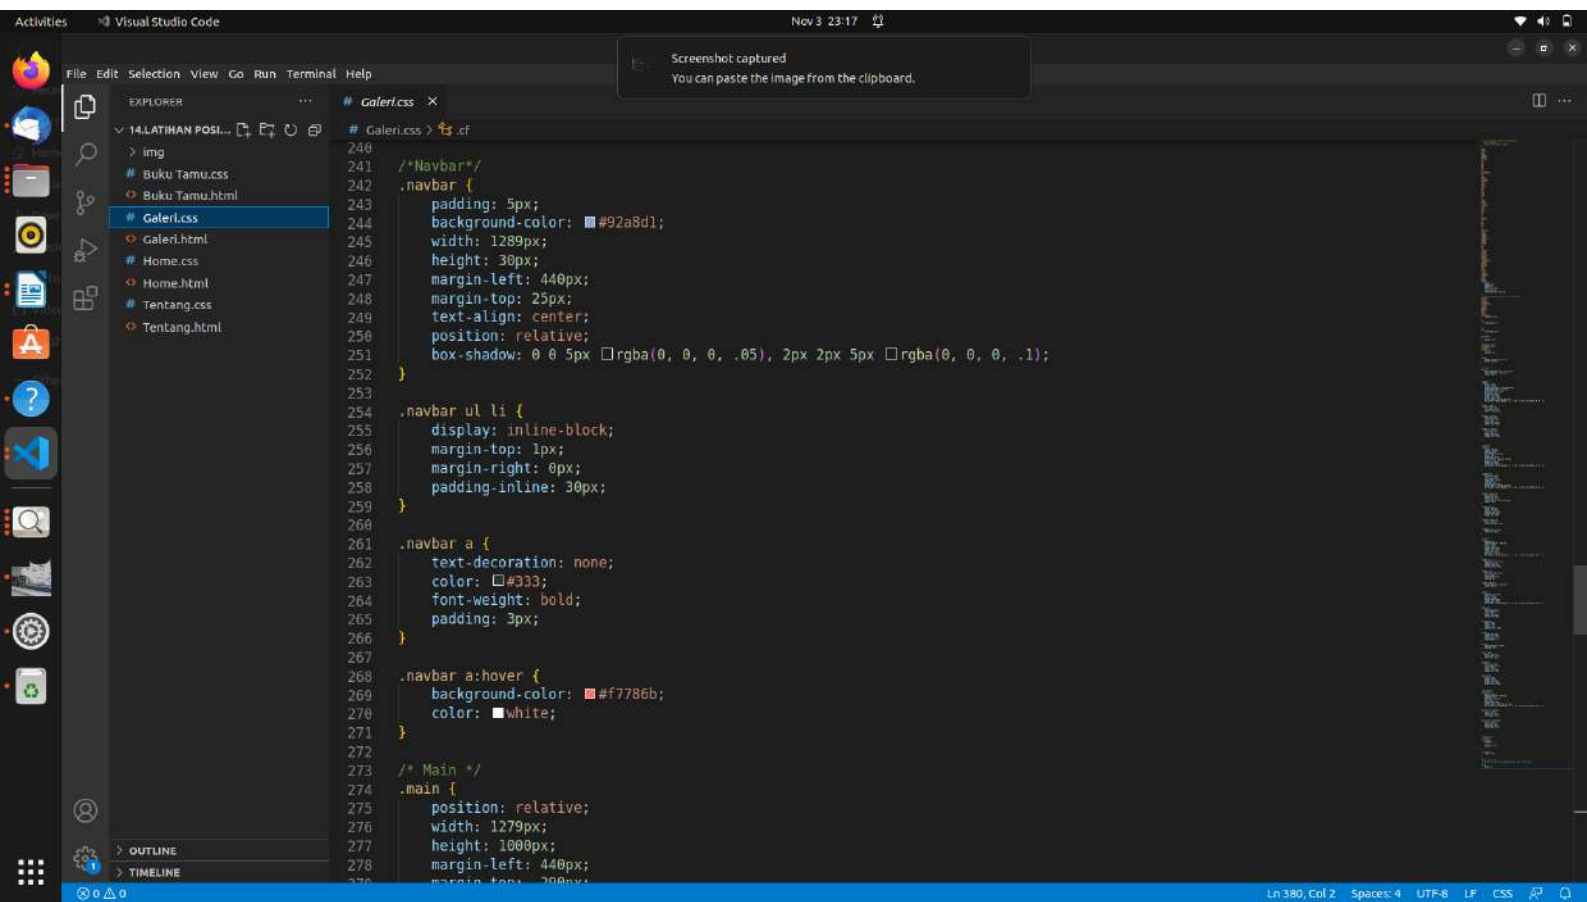 Activities
Visual Studio Code
Nov 3 23:17
Screenshot captured
You can paste the image from the clipboard.
File Edit Selection View Go Run Terminal Help
EXPLORER
# Galeri.css ×
14.LATIHAN POSI...
# Galeri.css > .cf
> img
# Buku Tamu.css
<> Buku Tamu.html
# Galeri.css
<> Galeri.html
# Home.css
<> Home.html
# Tentang.css
<> Tentang.html
> OUTLINE
> TIMELINE
240
241 /*Navbar*/
242 .navbar {
243 padding: 5px;
244 background-color: #92a8d1;
245 width: 1289px;
246 height: 30px;
247 margin-left: 440px;
248 margin-top: 25px;
249 text-align: center;
250 position: relative;
251 box-shadow: 0 0 5px rgba(0, 0, 0, .05), 2px 2px 5px rgba(0, 0, 0, .1);
252 }
253
254 .navbar ul li {
255 display: inline-block;
256 margin-top: 1px;
257 margin-right: 0px;
258 padding-inline: 30px;
259 }
260
261 .navbar a {
262 text-decoration: none;
263 color: #333;
264 font-weight: bold;
265 padding: 3px;
266 }
267
268 .navbar a:hover {
269 background-color: #f7786b;
270 color: white;
271 }
272
273 /* Main */
274 .main {
275 position: relative;
276 width: 1279px;
277 height: 1000px;
278 margin-left: 440px;
279 margin-top: 290px;
1
0 0
Ln 380, Col 2 Spaces: 4 UTF-8 LF CSS